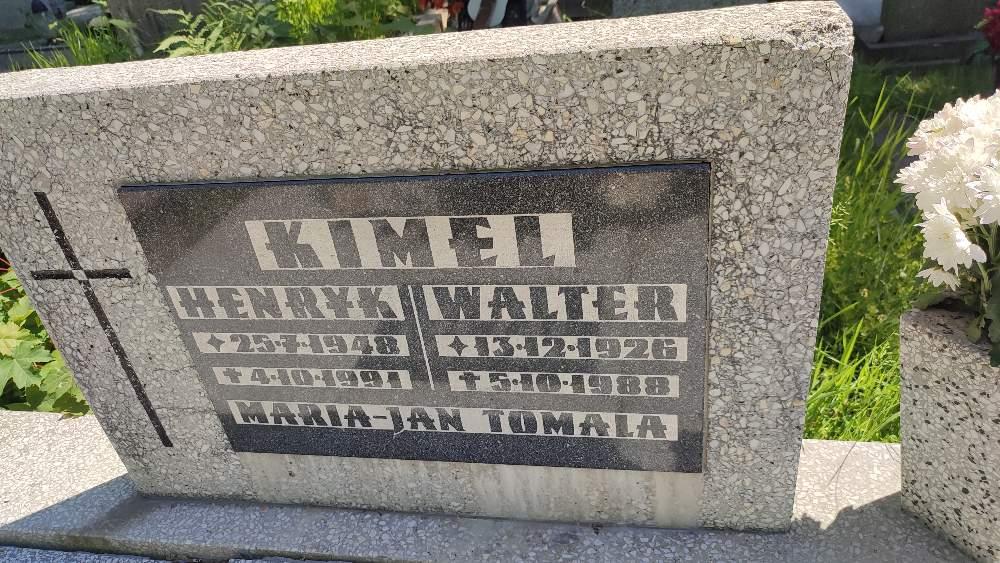 KIMEL
HENRYK WALTER
25·7·1948 13·12·1926
4·10·1991 5·10·1988
MARIA-JAN TOMALA